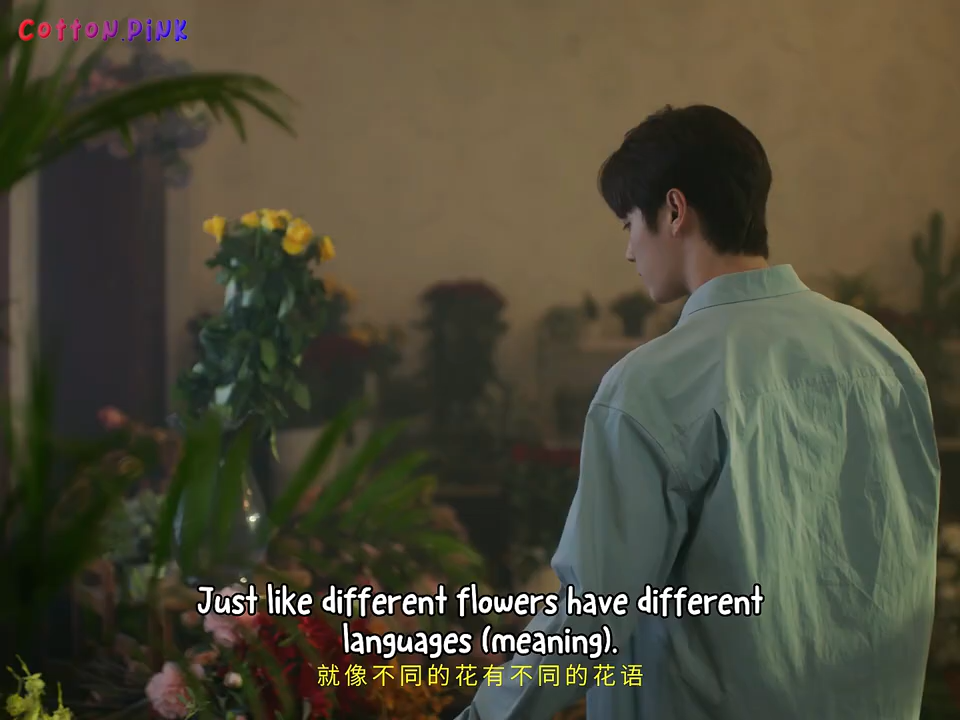 Cotton.Pink
Just like different flowers have different
languages (meaning).
就像不同的花有不同的花语